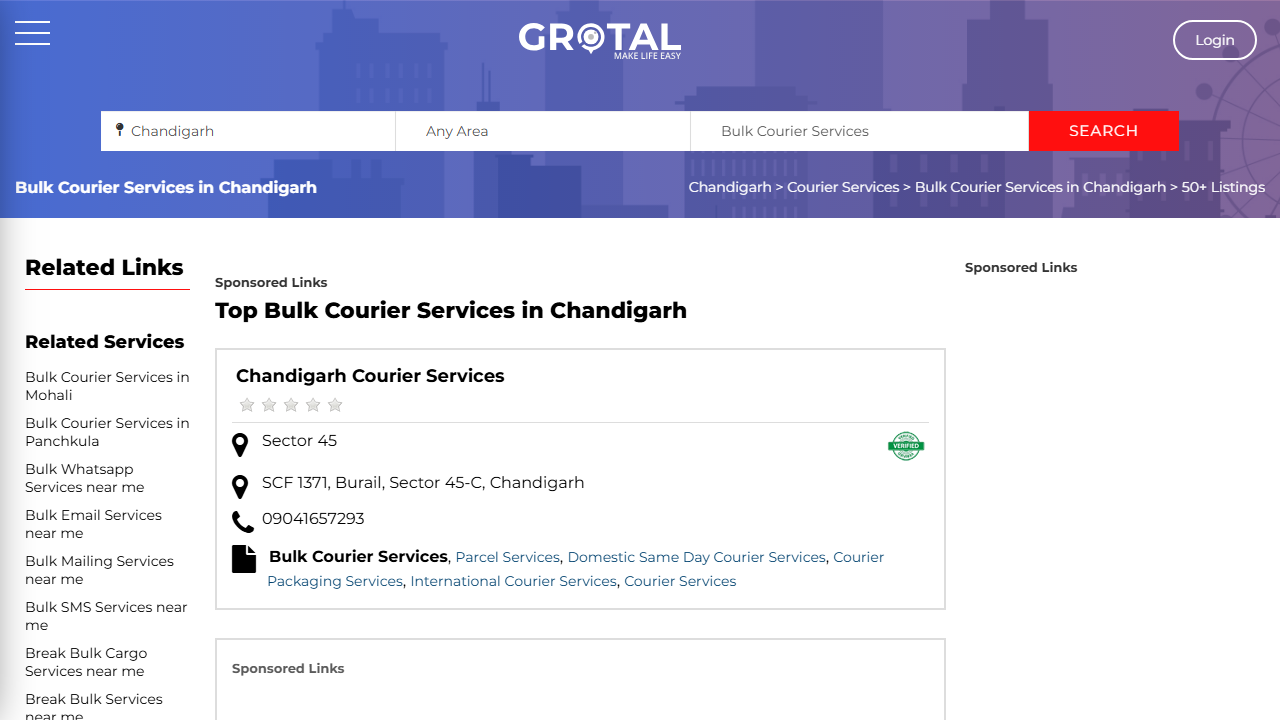 GROTAL
MAKE LIFE EASY
Login
Chandigarh
Any Area
Bulk Courier Services
SEARCH
Bulk Courier Services in Chandigarh
Chandigarh > Courier Services > Bulk Courier Services in Chandigarh > 50+ Listings
Related Links
Related Services
Bulk Courier Services in
Mohali
Bulk Courier Services in
Panchkula
Bulk Whatsapp
Services near me
Bulk Email Services
near me
Bulk Mailing Services
near me
Bulk SMS Services near
me
Break Bulk Cargo
Services near me
Break Bulk Services
near me
Sponsored Links
Top Bulk Courier Services in Chandigarh
Chandigarh Courier Services
Sector 45
VERIFIED
SCF 1371, Burail, Sector 45-C, Chandigarh
09041657293
Bulk Courier Services, Parcel Services, Domestic Same Day Courier Services, Courier
Packaging Services, International Courier Services, Courier Services
Sponsored Links
Sponsored Links